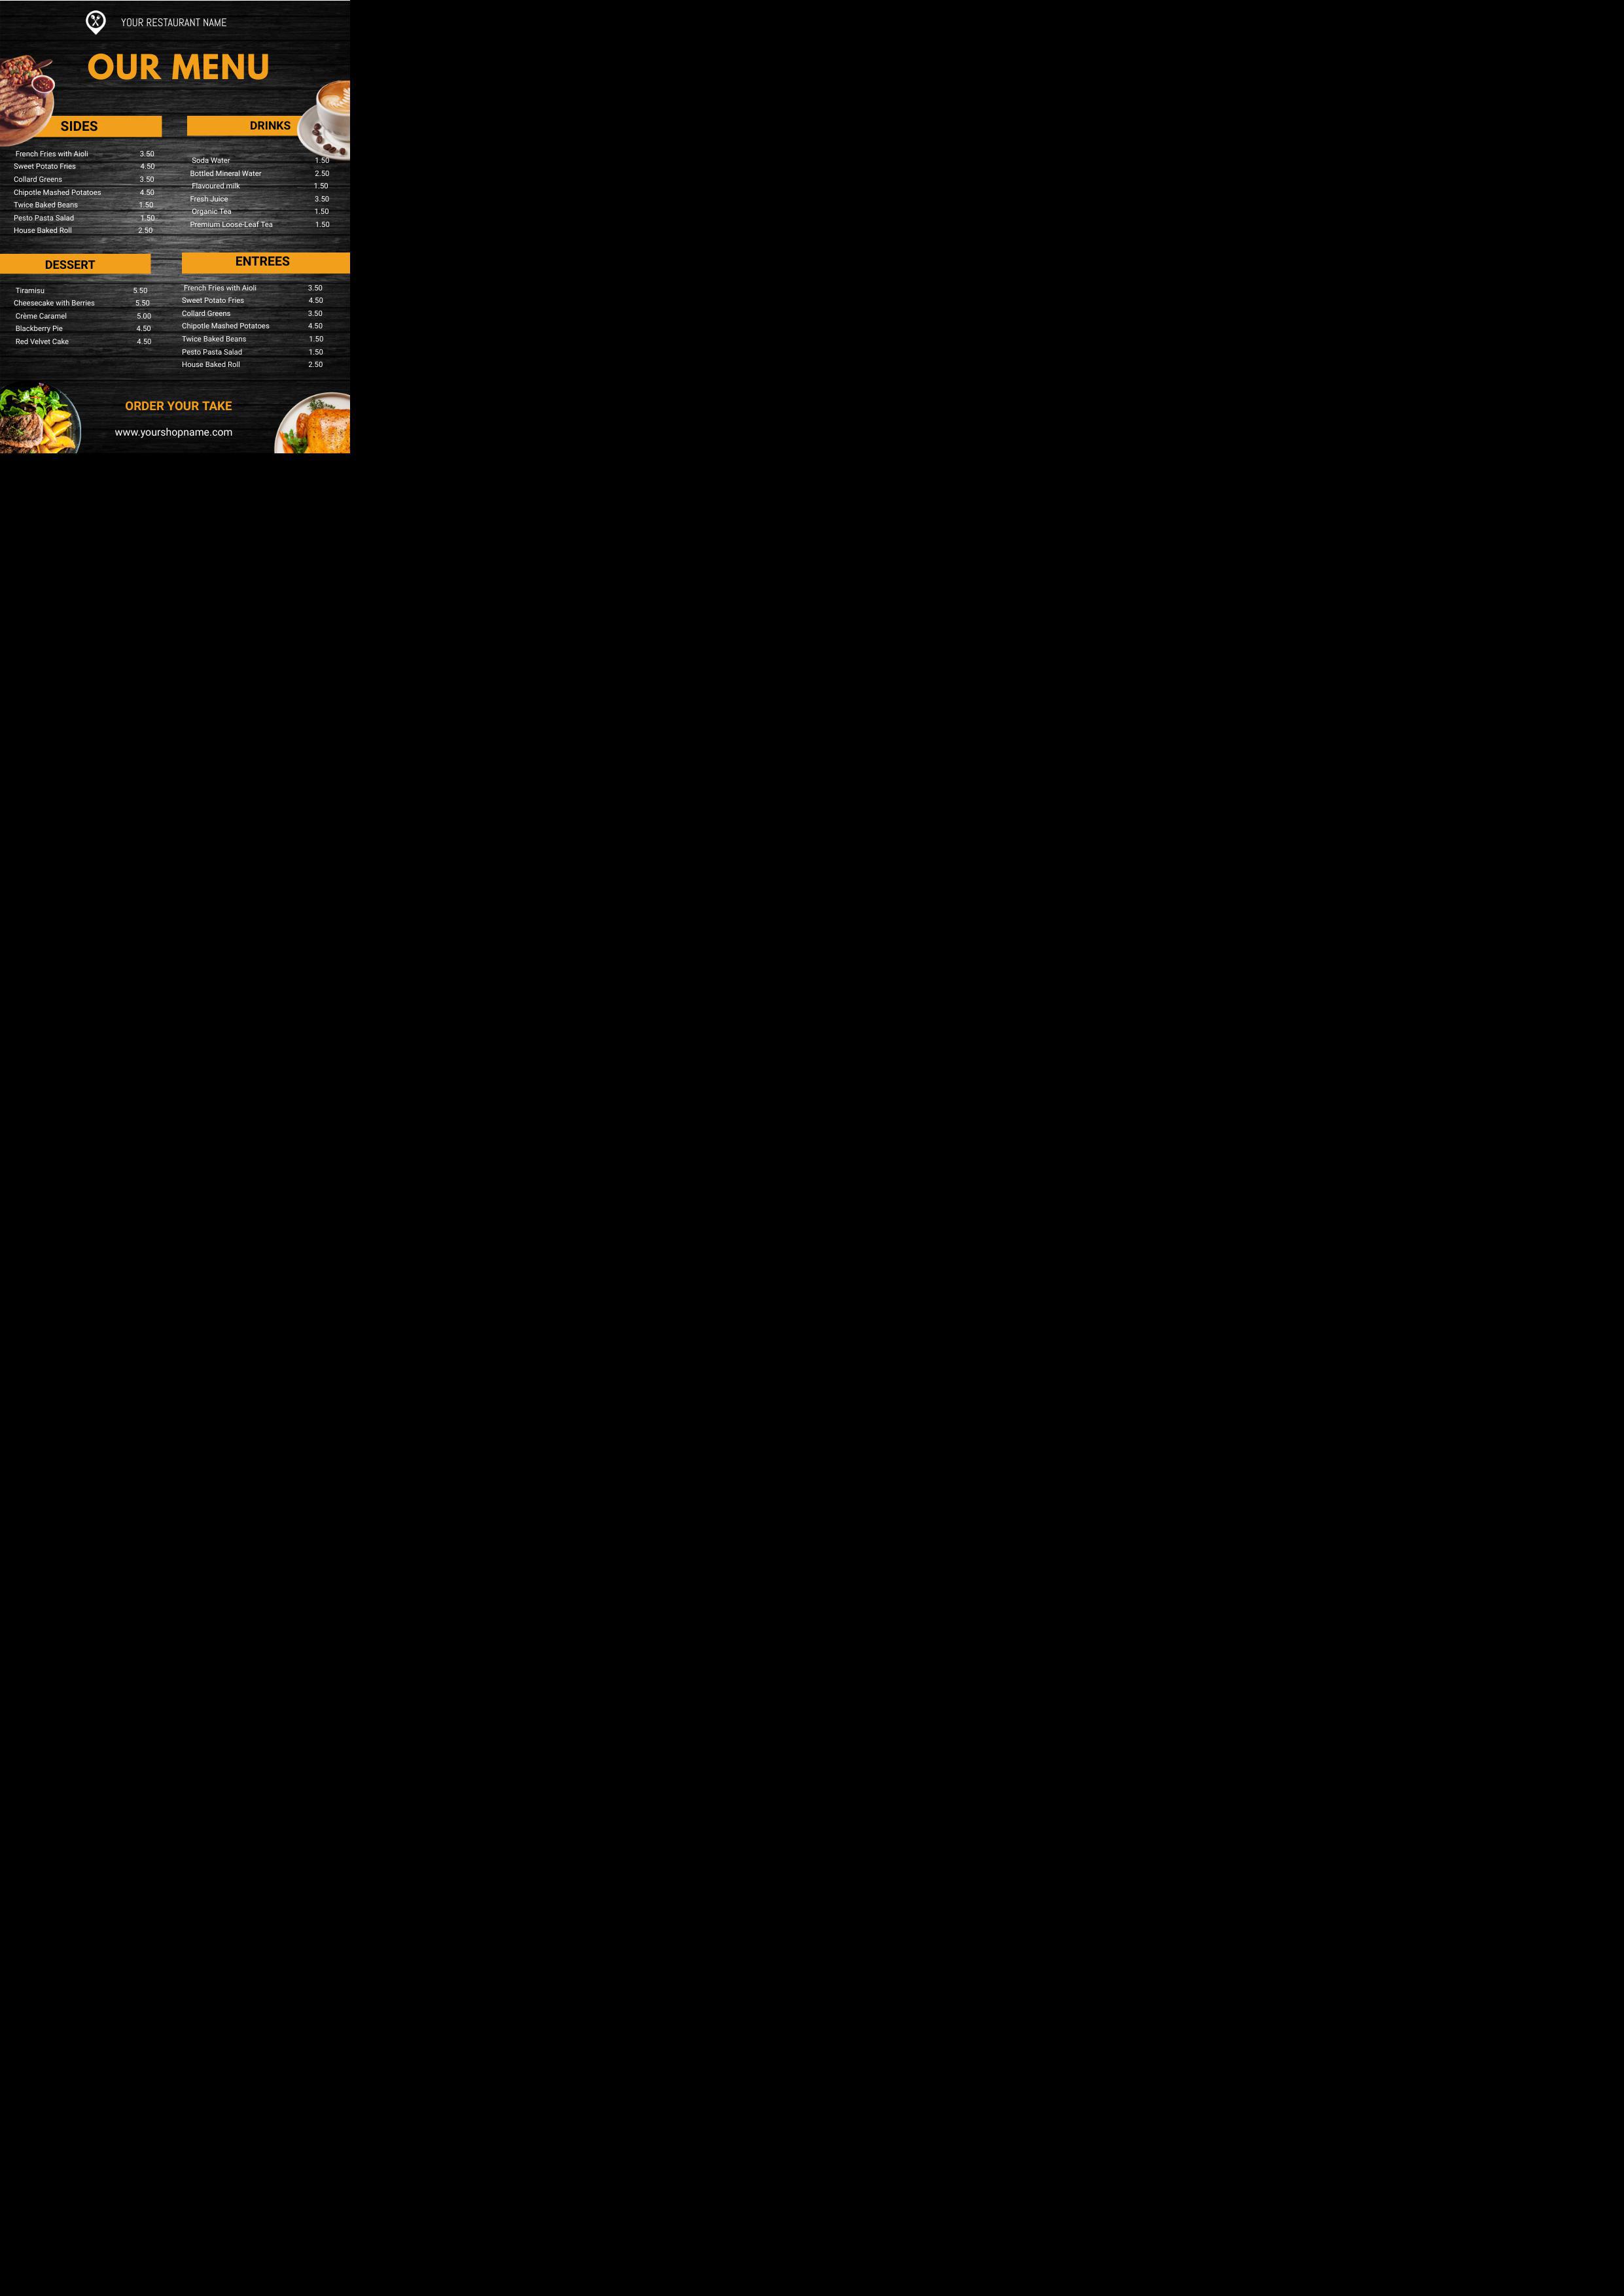 YOUR RESTAURANT NAME
OUR MENU
SIDES
French Fries with Aioli 3.50
Sweet Potato Fries 4.50
Collard Greens 3.50
Chipotle Mashed Potatoes 4.50
Twice Baked Beans 1.50
Pesto Pasta Salad 1.50
House Baked Roll 2.50
DRINKS
Soda Water 1.50
Bottled Mineral Water 2.50
Flavoured milk 1.50
Fresh Juice 3.50
Organic Tea 1.50
Premium Loose-Leaf Tea 1.50
DESSERT
Tiramisu 5.50
Cheesecake with Berries 5.50
Crème Caramel 5.00
Blackberry Pie 4.50
Red Velvet Cake 4.50
ENTREES
French Fries with Aioli 3.50
Sweet Potato Fries 4.50
Collard Greens 3.50
Chipotle Mashed Potatoes 4.50
Twice Baked Beans 1.50
Pesto Pasta Salad 1.50
House Baked Roll 2.50
ORDER YOUR TAKE
www.yourshopname.com